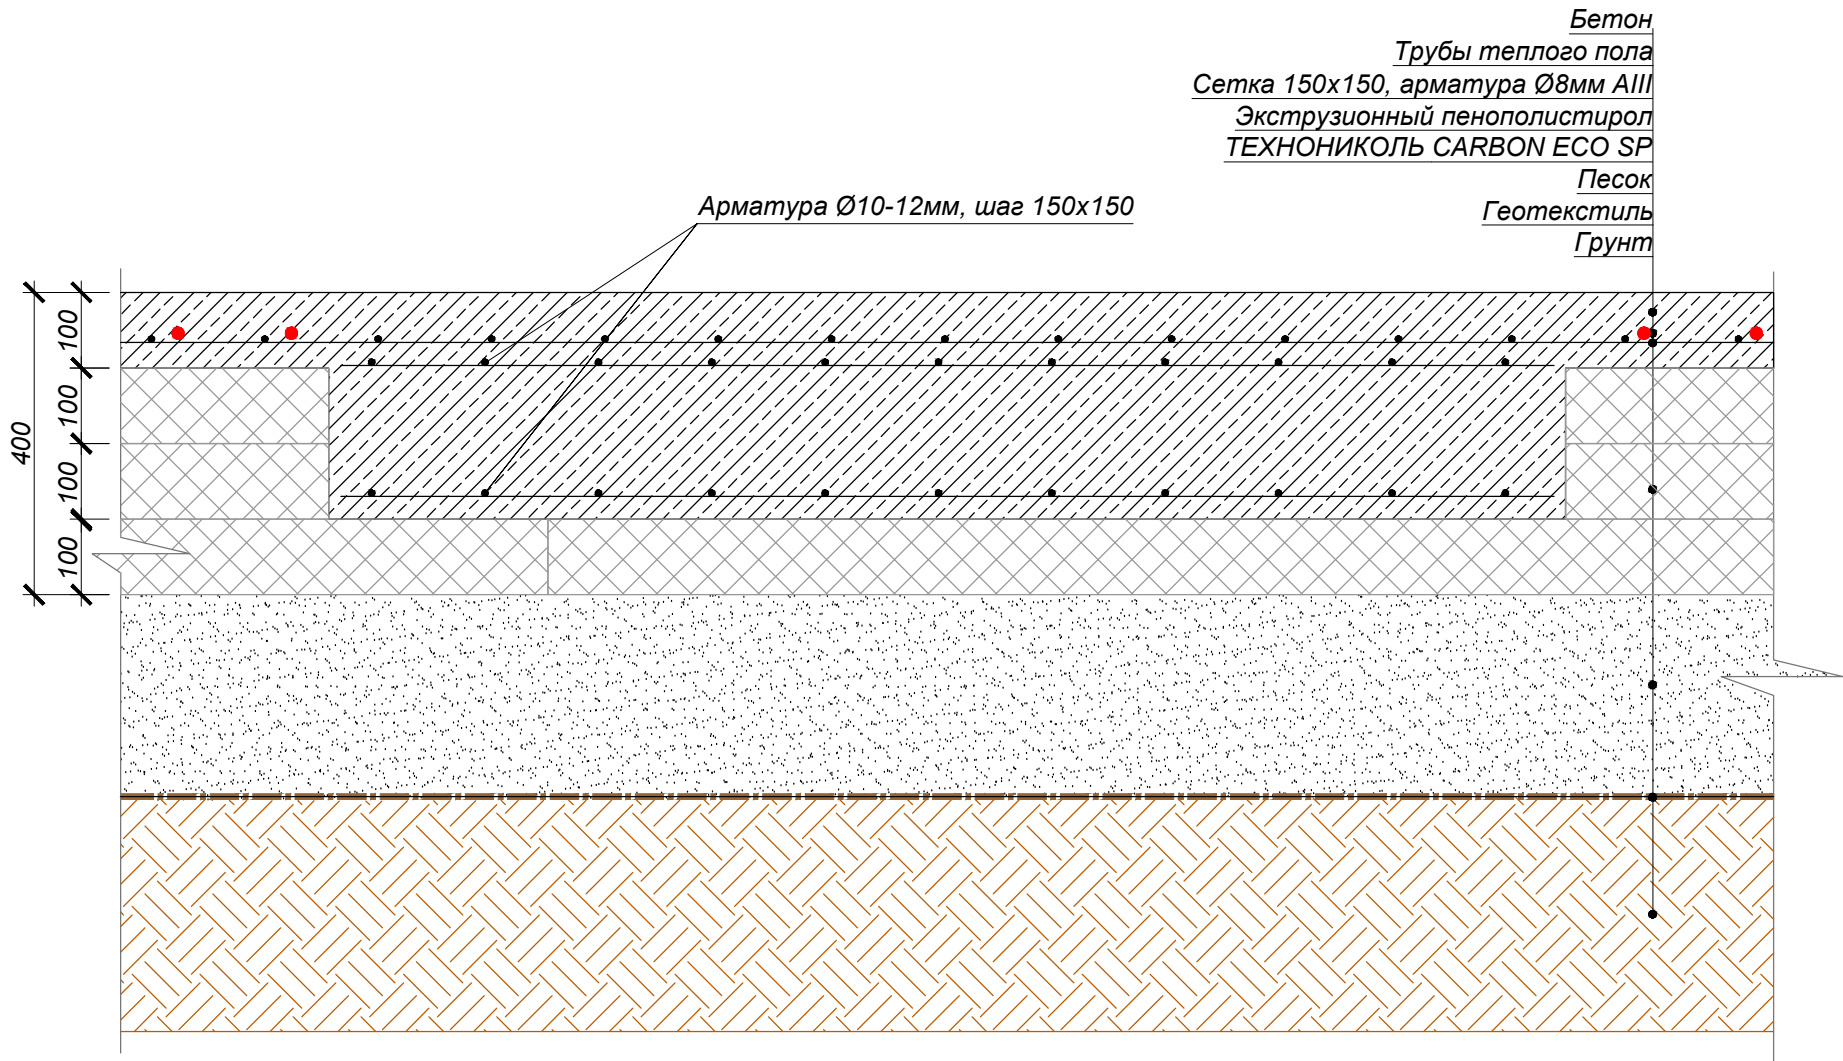 Бетон
Трубы теплого пола
Сетка 150х150, арматура Ø8мм АIII
Экструзионный пенополистирол
ТЕХНОНИКОЛЬ CARBON ECO SP
Песок
Геотекстиль
Грунт
Арматура Ø10-12мм, шаг 150х150
400
100
100
100
100